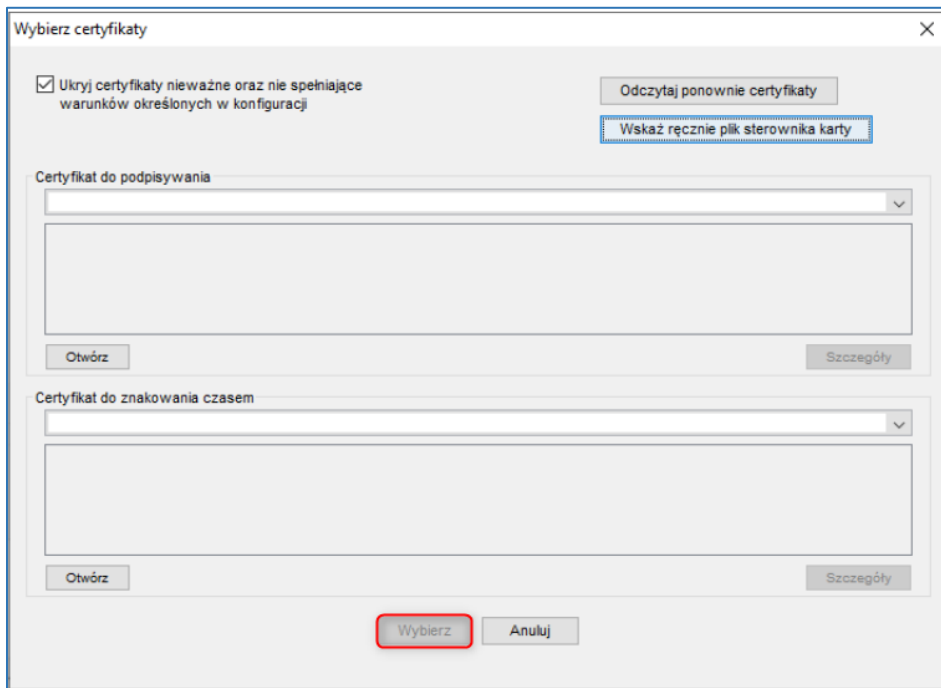 Wybierz certyfikaty
Ukryj certyfikaty nieważne oraz nie spełniające
warunków określonych w konfiguracji
Odczytaj ponownie certyfikaty
Wskaż ręcznie plik sterownika karty
Certyfikat do podpisywania
Otwórz
Szczegóły
Certyfikat do znakowania czasem
Otwórz
Szczegóły
Wybierz
Anuluj